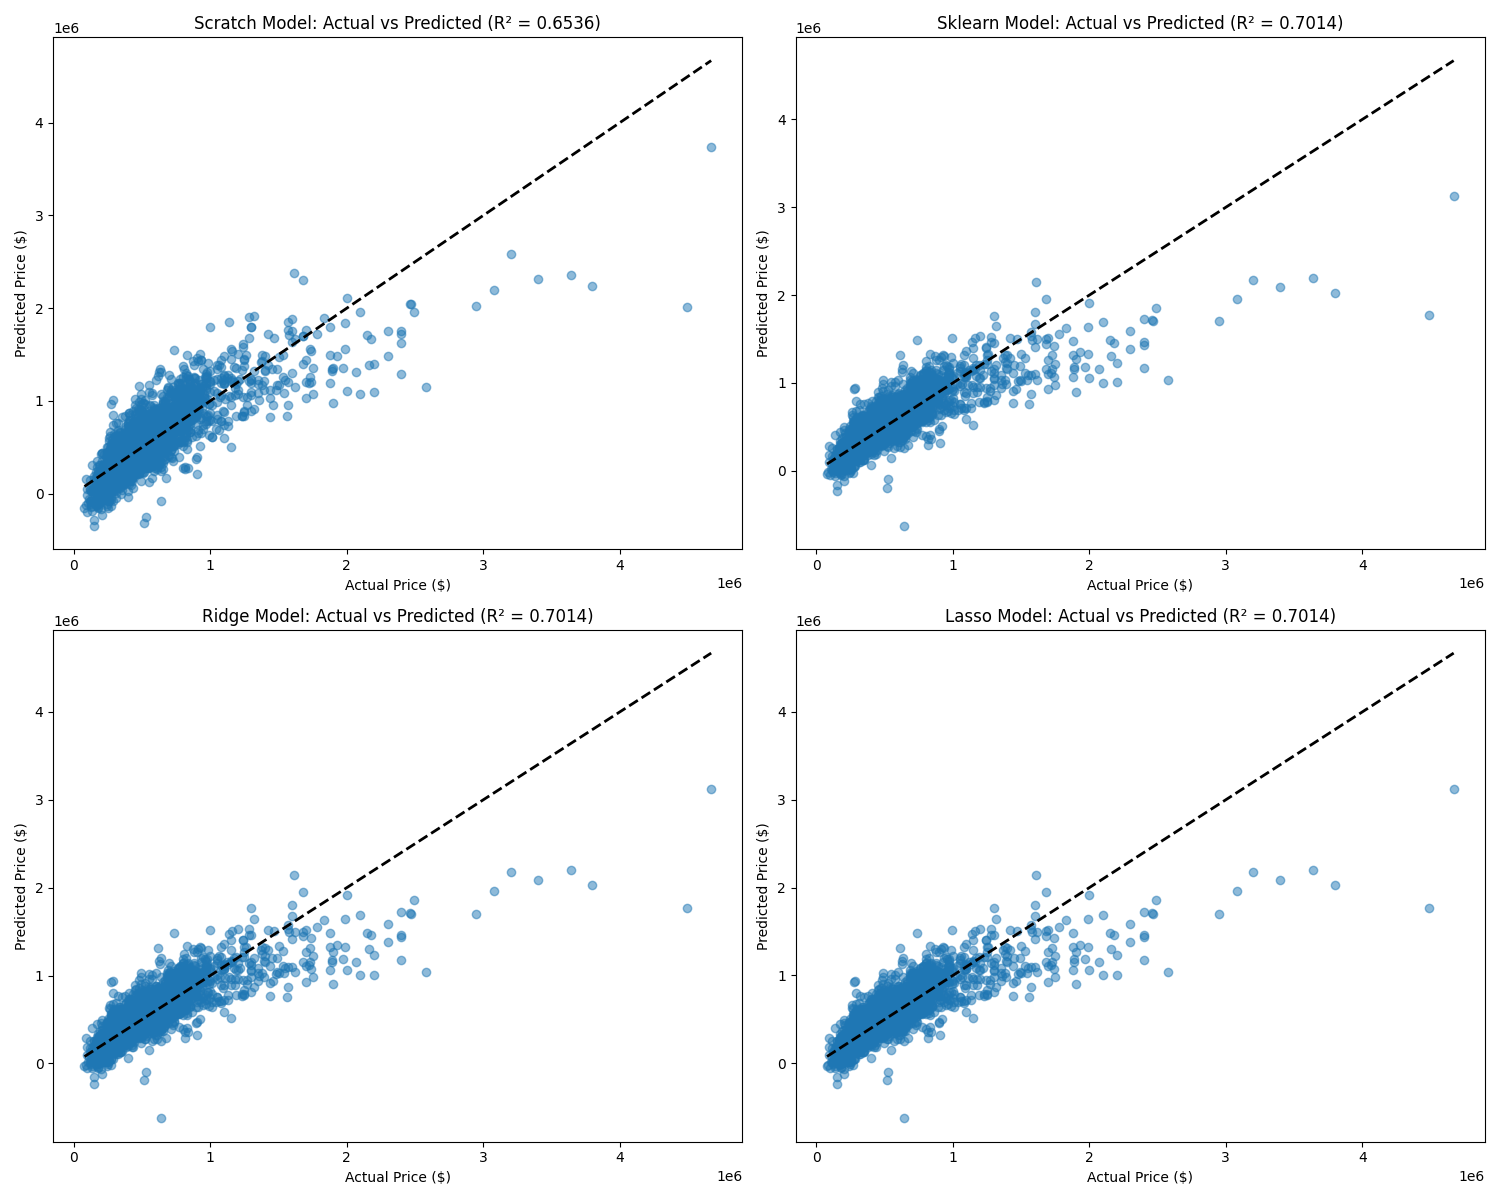 Scratch Model: Actual vs Predicted (R² = 0.6536)
1e6
4
3
2
1
0
Predicted Price ($)
0 1 2 3 4
1e6
Actual Price ($)
Sklearn Model: Actual vs Predicted (R² = 0.7014)
1e6
4
3
2
1
0
Predicted Price ($)
0 1 2 3 4
1e6
Actual Price ($)
Ridge Model: Actual vs Predicted (R² = 0.7014)
1e6
4
3
2
1
0
Predicted Price ($)
0 1 2 3 4
1e6
Actual Price ($)
Lasso Model: Actual vs Predicted (R² = 0.7014)
1e6
4
3
2
1
0
Predicted Price ($)
0 1 2 3 4
1e6
Actual Price ($)